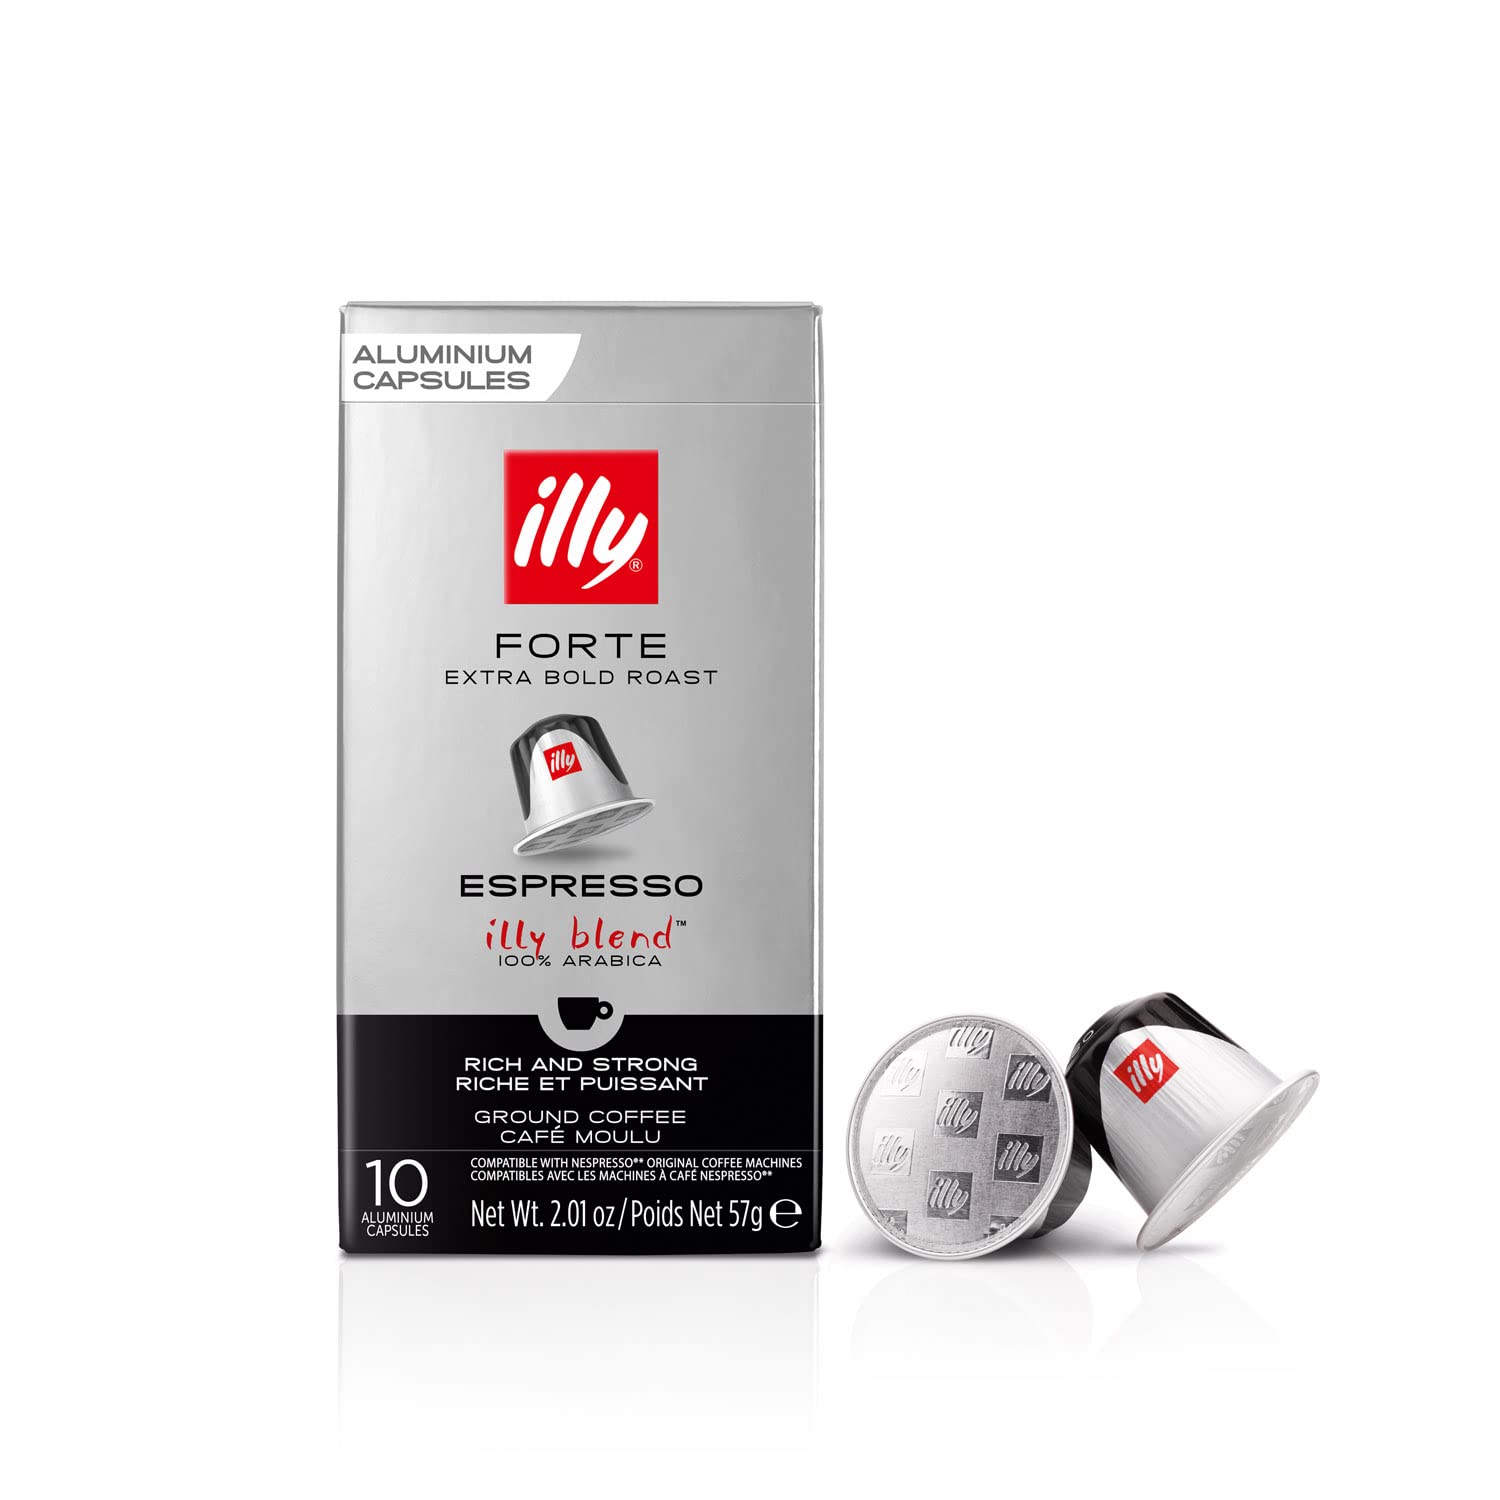 ALUMINIUM
CAPSULES
illy®
FORTE
EXTRA BOLD ROAST
illy
ESPRESSO
illy blend™
100% ARABICA
RICH AND STRONG
RICHE ET PUISSANT
GROUND COFFEE
CAFÉ MOULU
10
ALUMINIUM
CAPSULES
COMPATIBLE WITH NESPRESSO** ORIGINAL COFFEE MACHINES
COMPATIBLES AVEC LES MACHINES À CAFÉ NESPRESSO**
Net Wt. 2.01 oz/Poids Net 57g ℮
illy
illy
illy
illy
illy
illy
illy
illy